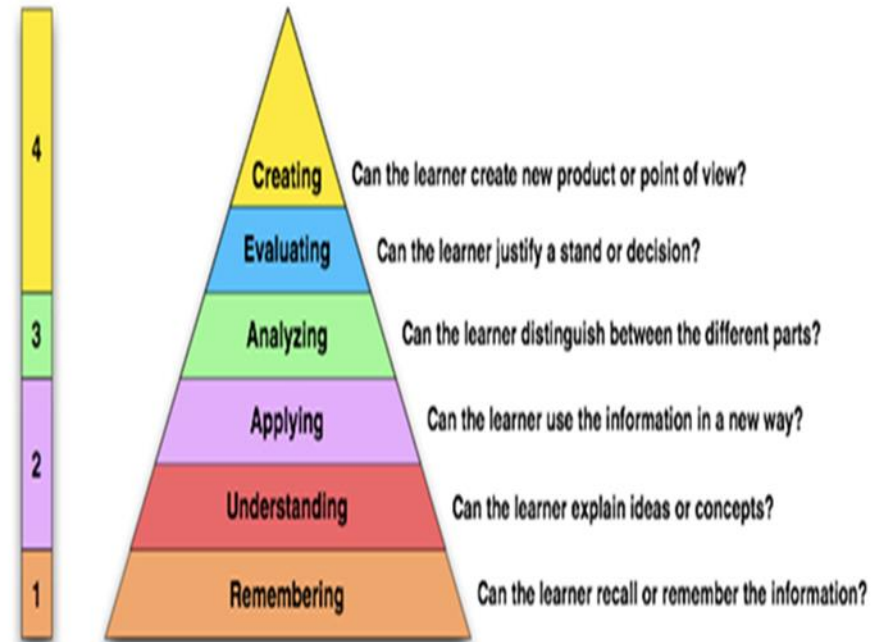 4
Creating Can the learner create new product or point of view?
Evaluating Can the learner justify a stand or decision?
3 Analyzing Can the learner distinguish between the different parts?
Applying Can the learner use the information in a new way?
2
Understanding Can the learner explain ideas or concepts?
1 Remembering Can the learner recall or remember the information?